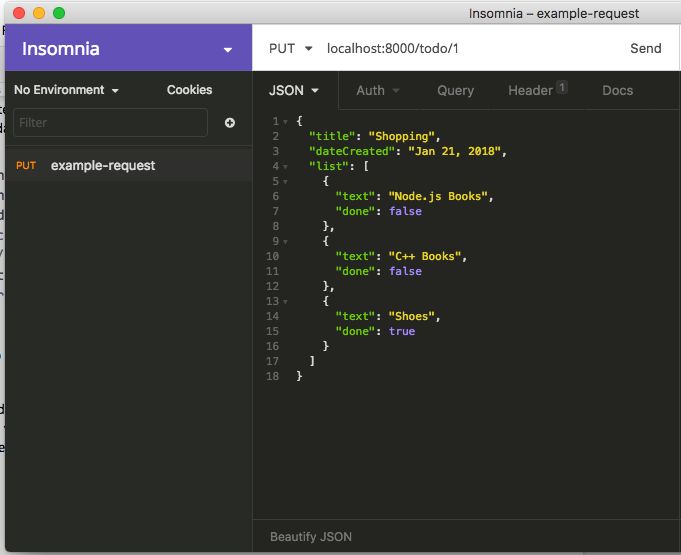 Insomnia – example-request
Insomnia
PUT localhost:8000/todo/1 Send
No Environment Cookies
JSON Auth Query Header 1 Docs
Filter
PUT example-request
1 {
2 "title": "Shopping",
3 "dateCreated": "Jan 21, 2018",
4 "list": [
5 {
6 "text": "Node.js Books",
7 "done": false
8 },
9 {
10 "text": "C++ Books",
11 "done": false
12 },
13 {
14 "text": "Shoes",
15 "done": true
16 }
17 ]
18 }
Beautify JSON